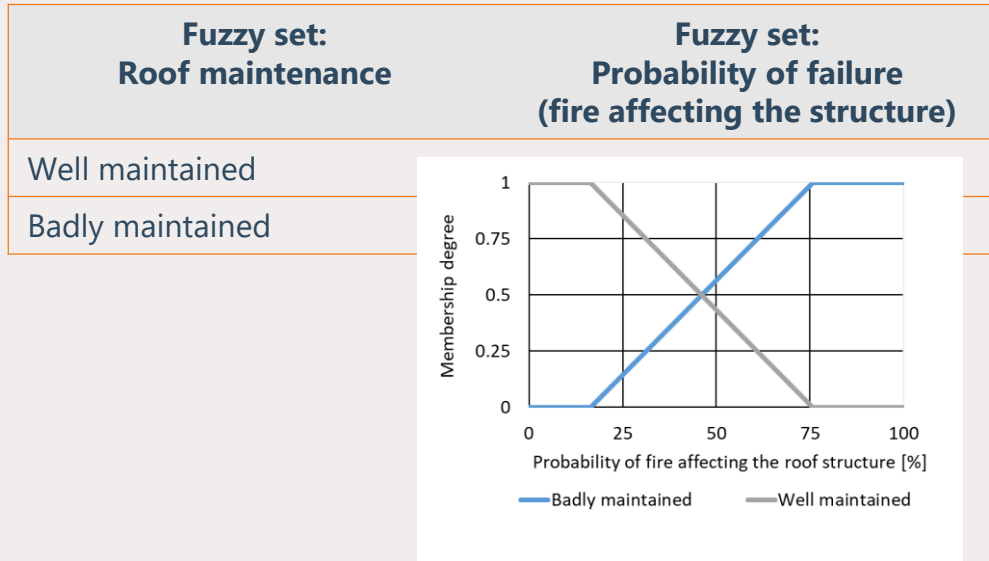 Fuzzy set:
Roof maintenance
Fuzzy set:
Probability of failure
(fire affecting the structure)
Well maintained
Badly maintained
Membership degree
1
0.75
0.5
0.25
0
0 25 50 75 100
Probability of fire affecting the roof structure [%]
Badly maintained Well maintained